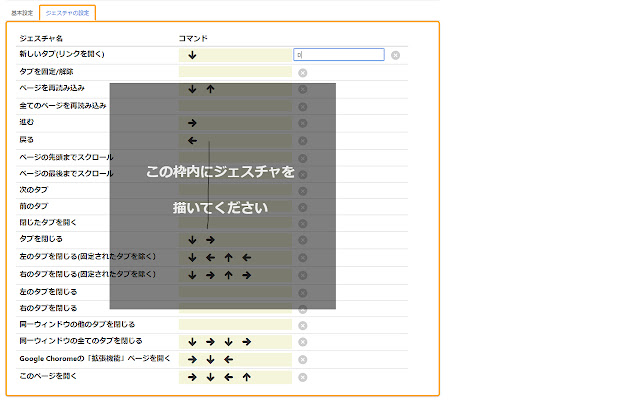 基本設定 ジェスチャの設定
ジェスチャ名 コマンド
新しいタブ(リンクを開く) ↓ D
タブを固定/解除
ページを再読み込み ↓ ↑
全てのページを再読み込み
進む →
戻る ←
ページの先頭までスクロール
この枠内にジェスチャを
ページの最後までスクロール
次のタブ
前のタブ
描いてください
閉じたタブを開く
タブを閉じる ↓ →
左のタブを閉じる(固定されたタブを除く) ↓ ← ↑ ←
右のタブを閉じる(固定されたタブを除く) ↓ → ↑ →
左のタブを閉じる
右のタブを閉じる
同一ウィンドウの他のタブを閉じる
同一ウィンドウの全てのタブを閉じる ↓ → ↓ →
Google Choromeの「拡張機能」ページを開く → ↓ ←
このページを開く → ↓ ← ↑